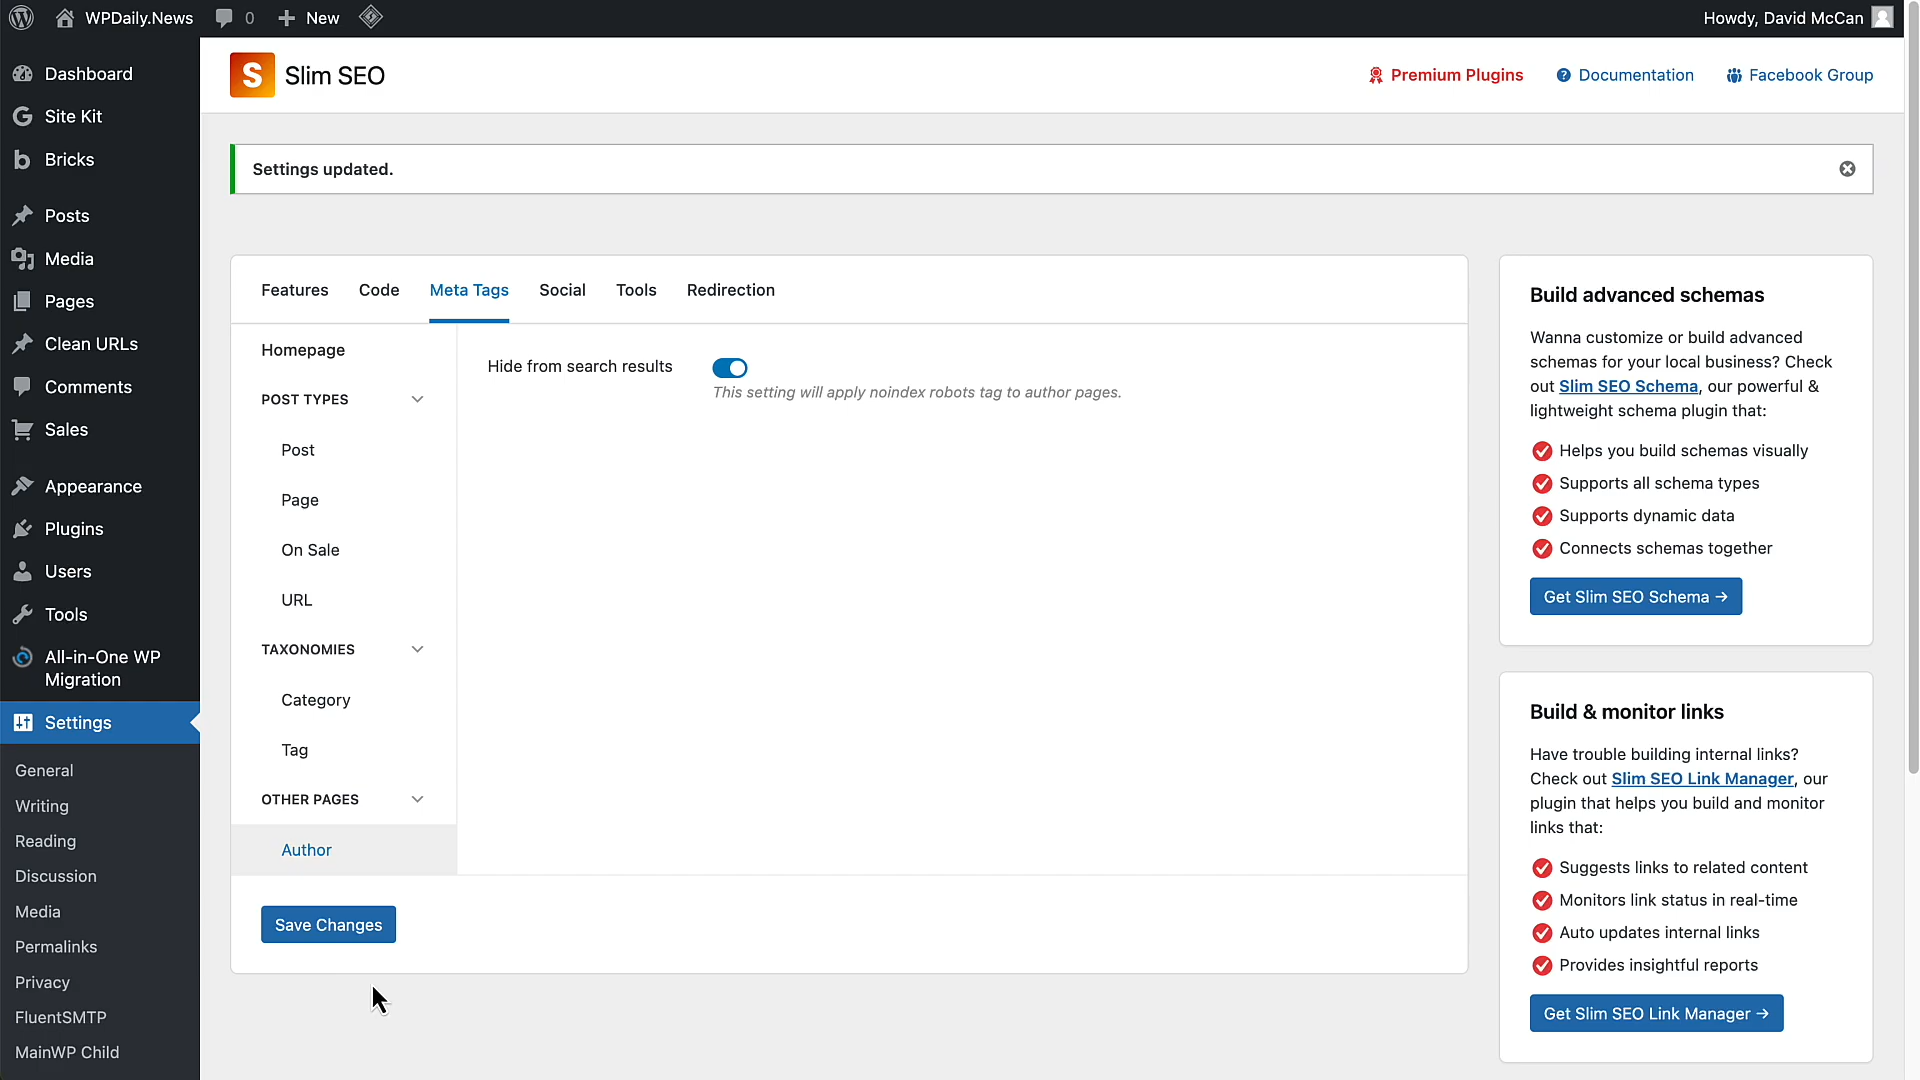 WPDaily.News
0
New
Howdy, David McCan
Dashboard
Site Kit
Bricks
Posts
Media
Pages
Clean URLs
Comments
Sales
Appearance
Plugins
Users
Tools
All-in-One WP
Migration
Settings
General
Writing
Reading
Discussion
Media
Permalinks
Privacy
FluentSMTP
MainWP Child
S
Slim SEO
Premium Plugins
Documentation
Facebook Group
Settings updated.
Features
Code
Meta Tags
Social
Tools
Redirection
Homepage
POST TYPES
Post
Page
On Sale
URL
TAXONOMIES
Category
Tag
OTHER PAGES
Author
Hide from search results
This setting will apply noindex robots tag to author pages.
Save Changes
Build advanced schemas
Wanna customize or build advanced
schemas for your local business? Check
out Slim SEO Schema, our powerful &
lightweight schema plugin that:
Helps you build schemas visually
Supports all schema types
Supports dynamic data
Connects schemas together
Get Slim SEO Schema →
Build & monitor links
Have trouble building internal links?
Check out Slim SEO Link Manager, our
plugin that helps you build and monitor
links that:
Suggests links to related content
Monitors link status in real-time
Auto updates internal links
Provides insightful reports
Get Slim SEO Link Manager →